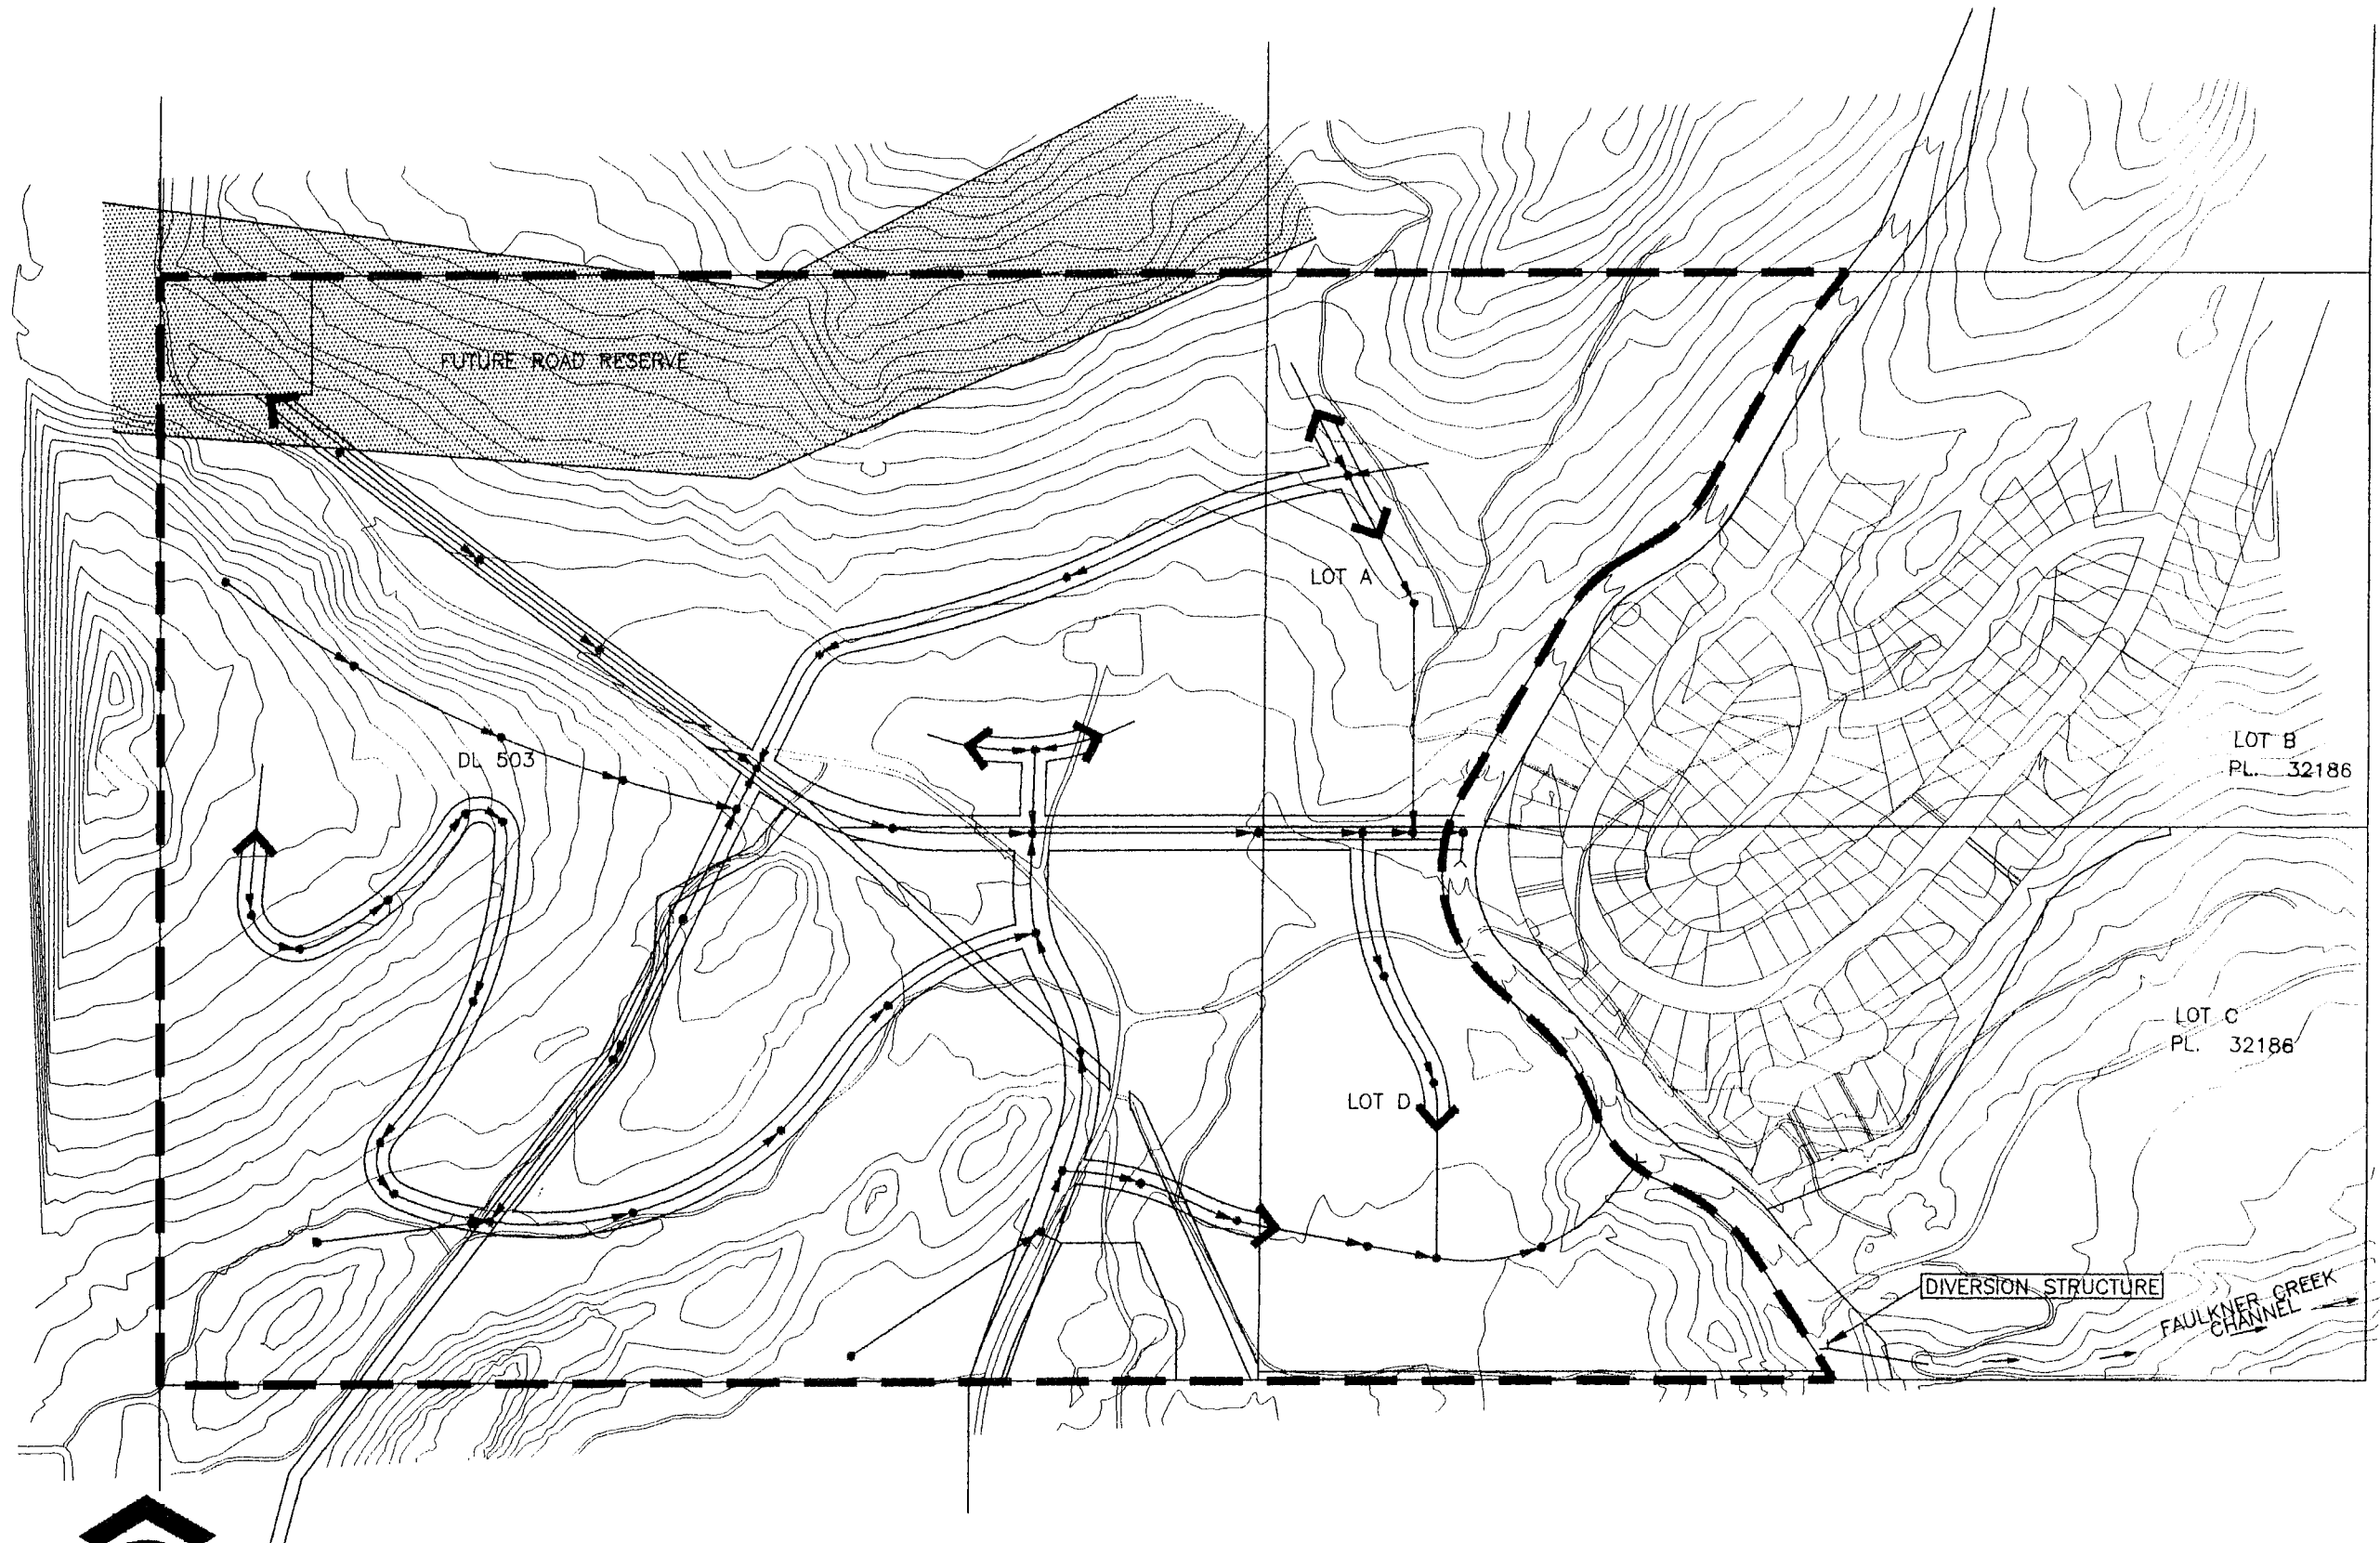 FUTURE ROAD RESERVE
LOT A
DL 503
LOT B
PL. 32186
LOT C
PL. 32186
LOT D
DIVERSION STRUCTURE
FAULKNER CREEK
CHANNEL